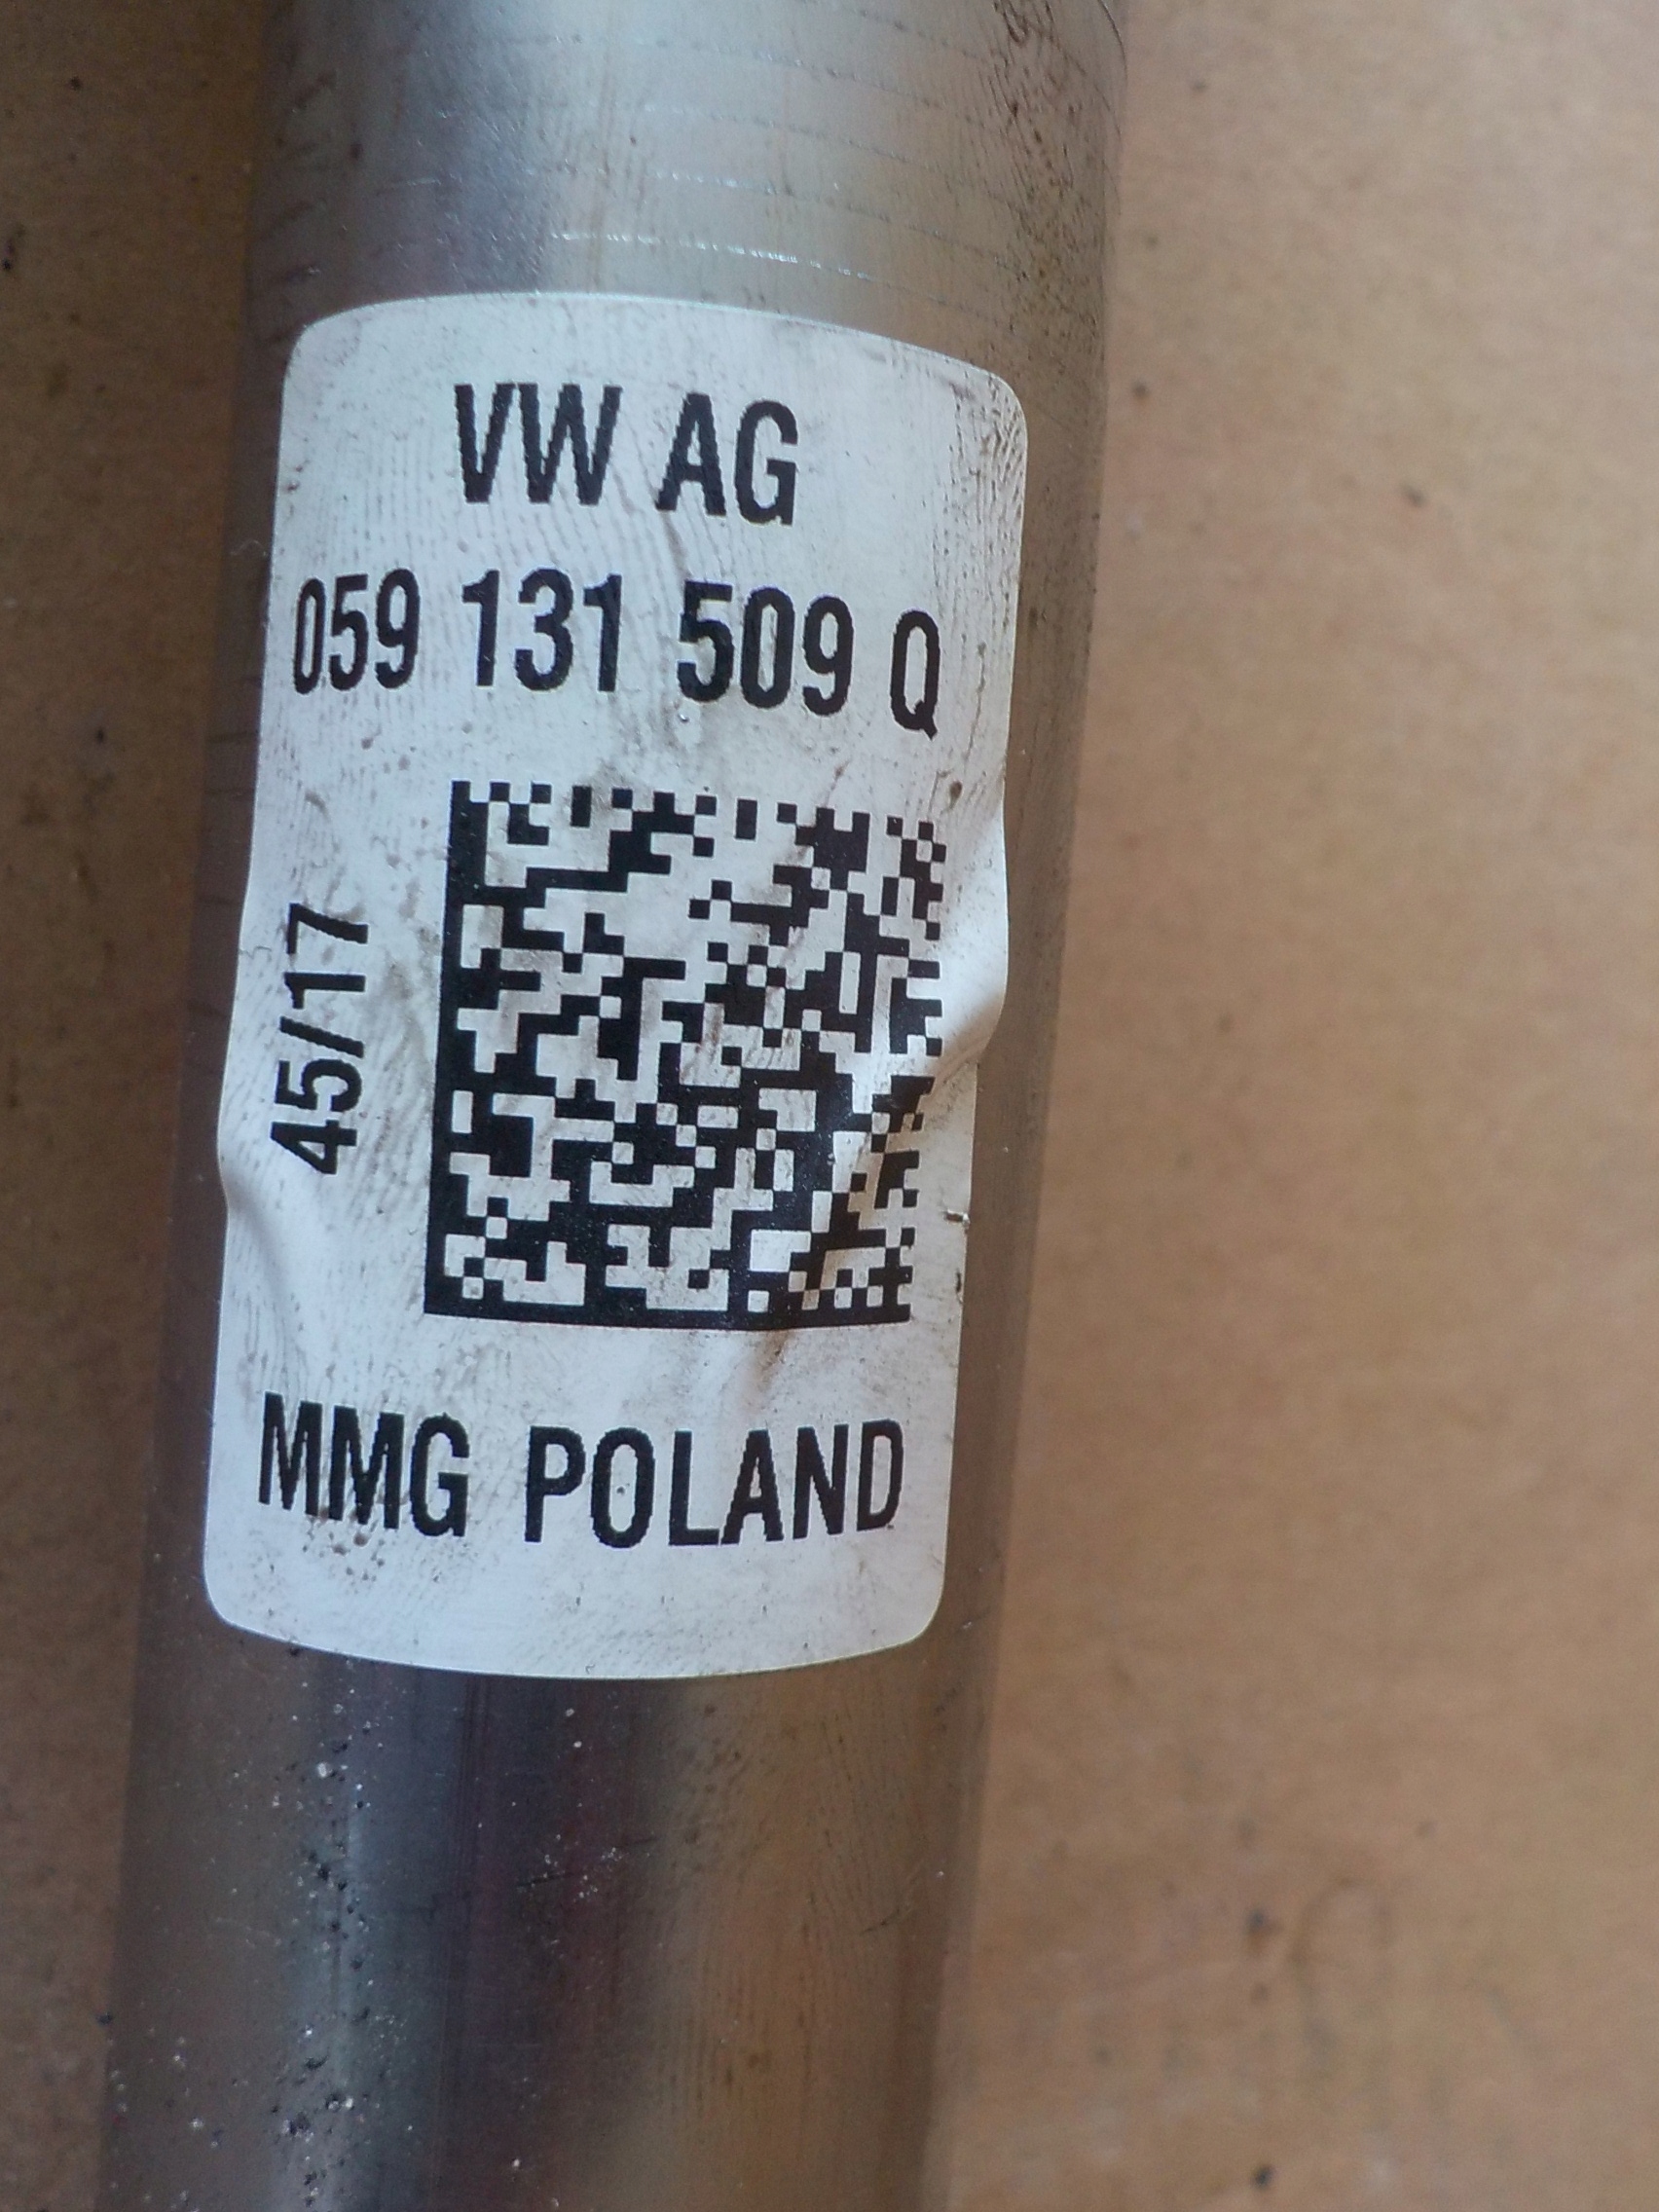 VW AG
059 131 509 Q
45/17
MMG POLAND